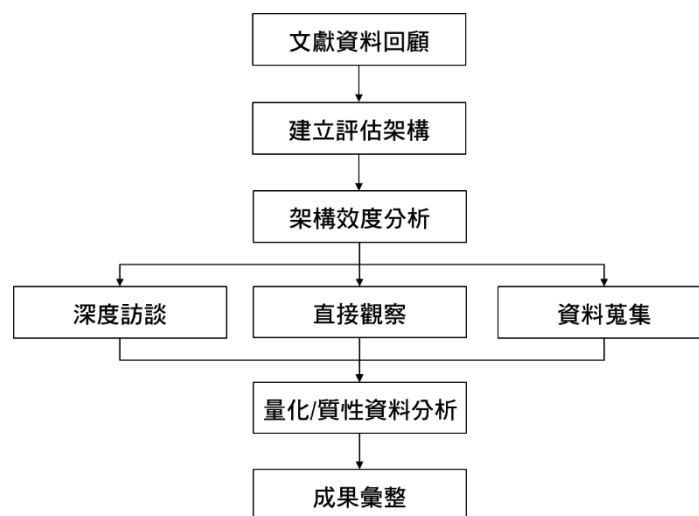 文獻資料回顧
建立評估架構
架構效度分析
深度訪談
直接觀察
資料蒐集
量化/質性資料分析
成果彙整